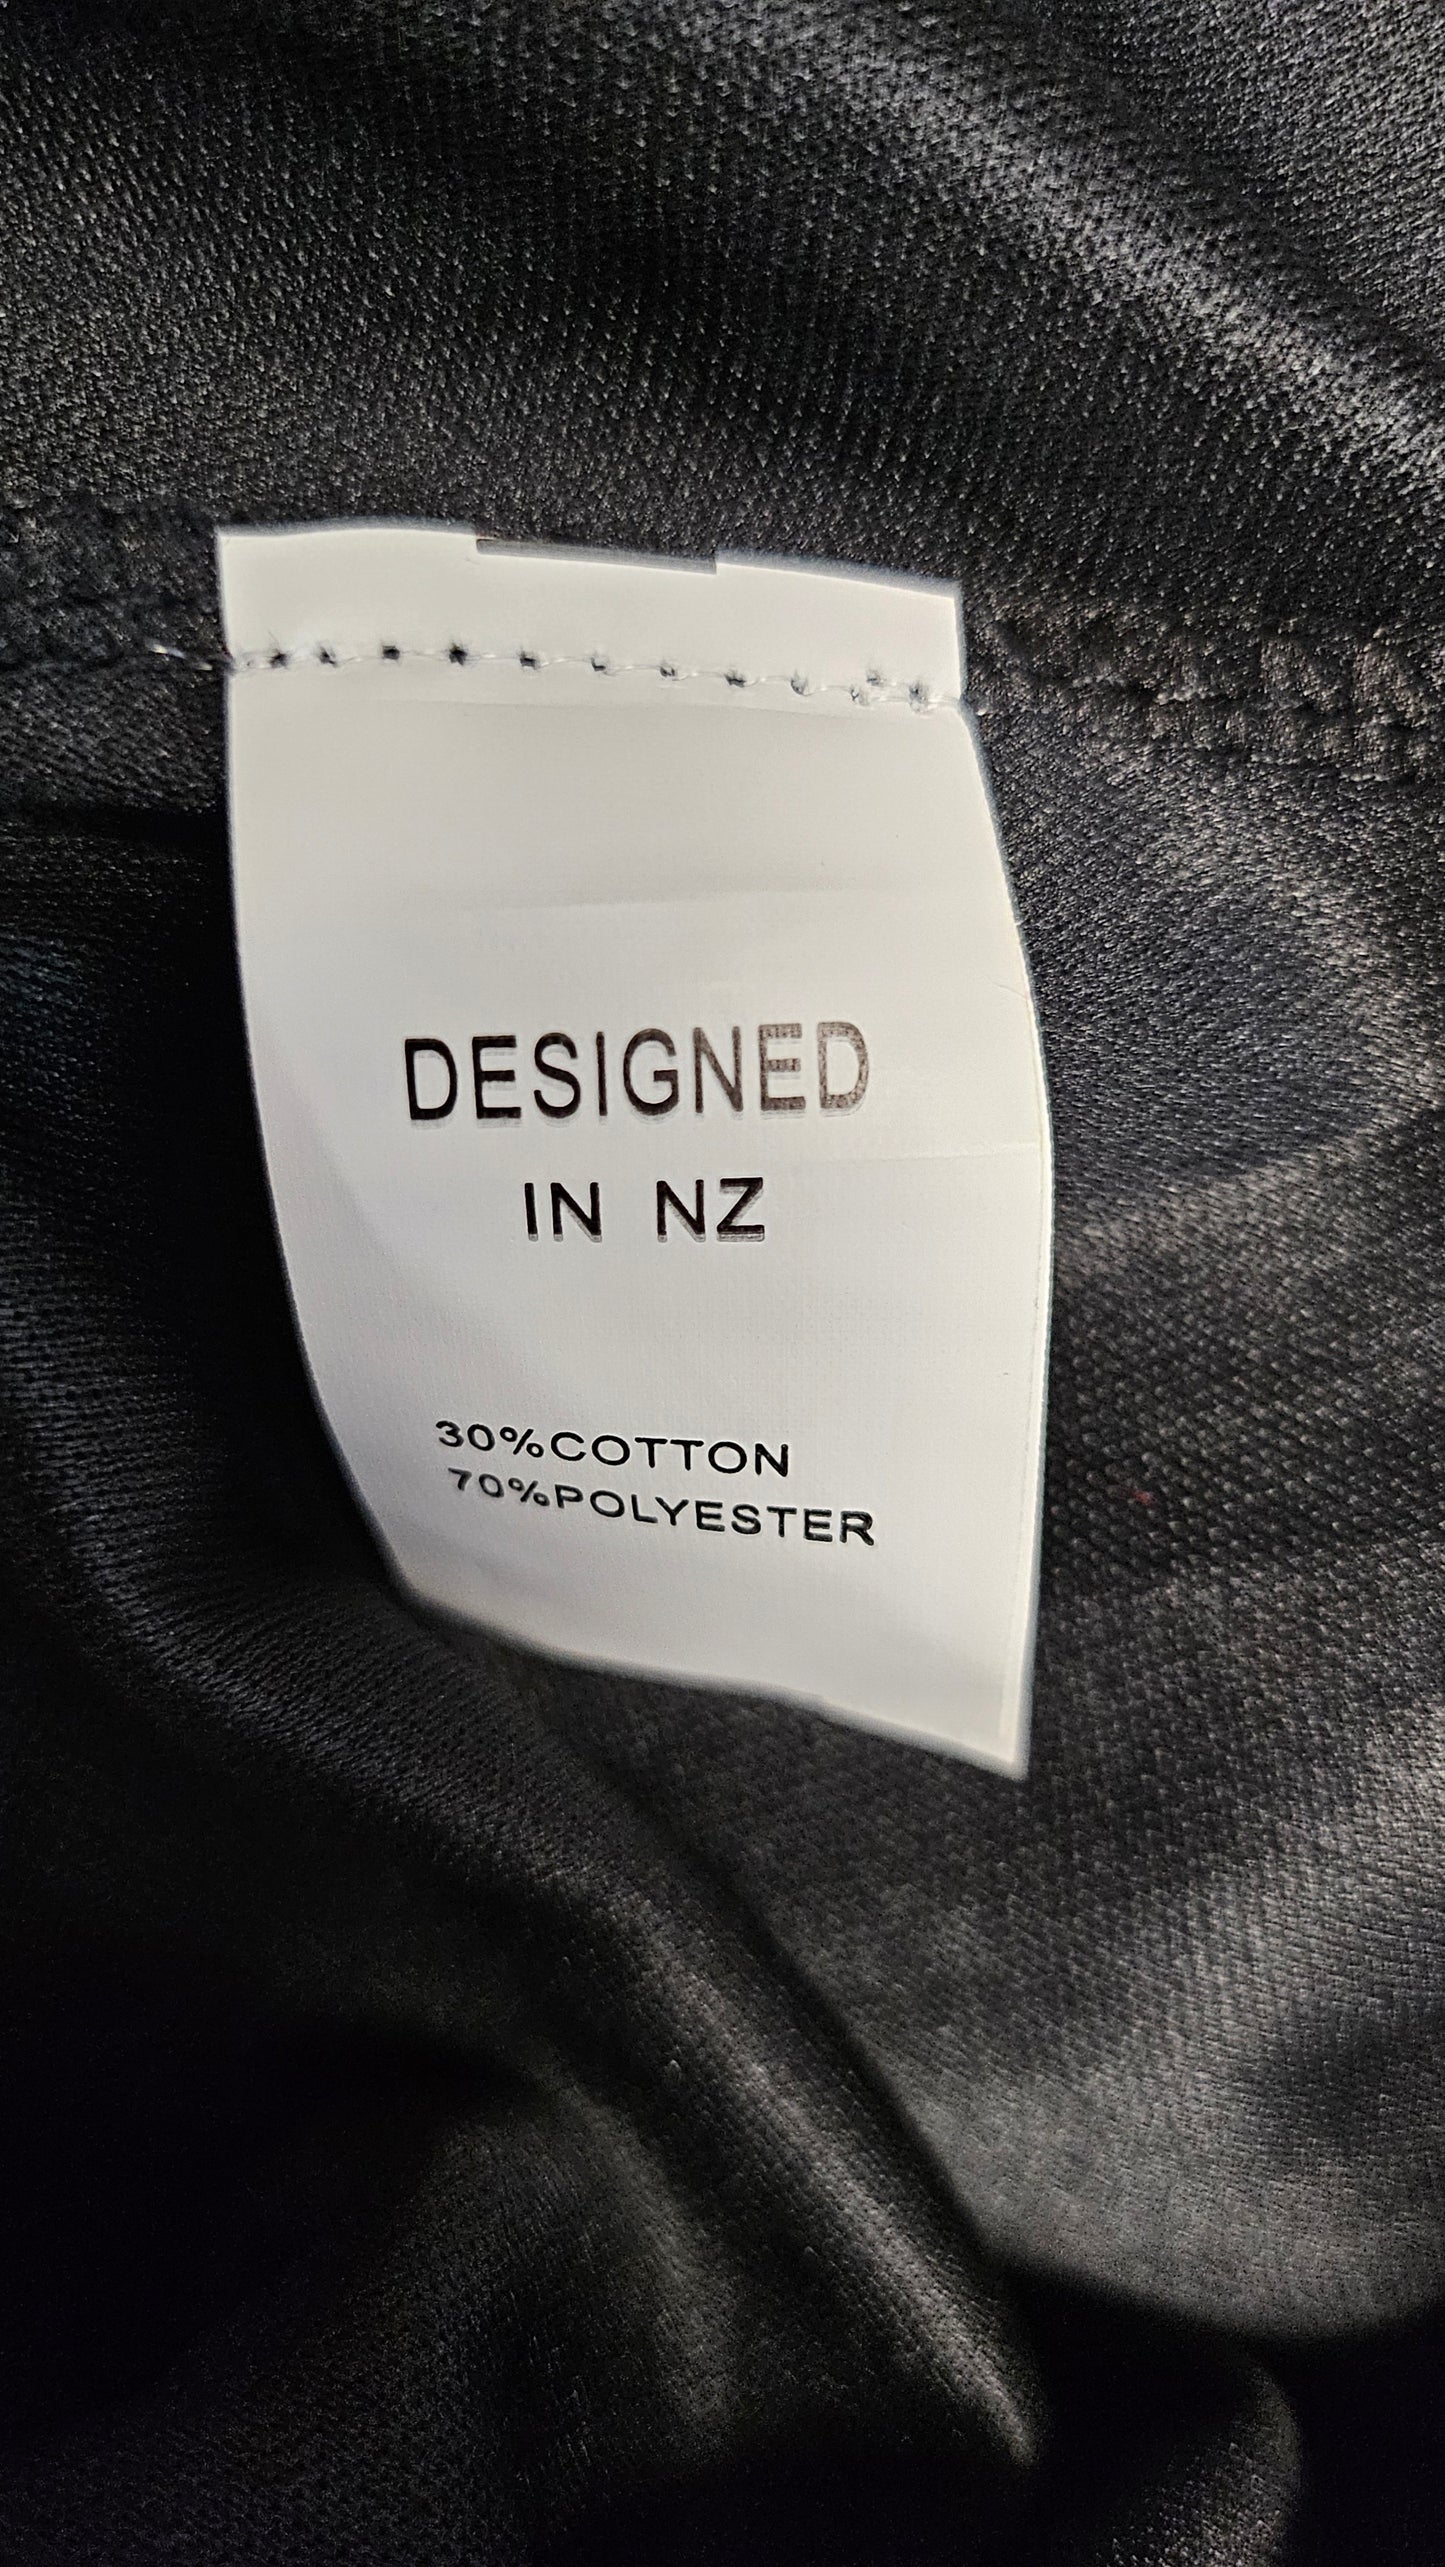 DESIGNED
IN NZ
30%COTTON
70%POLYESTER